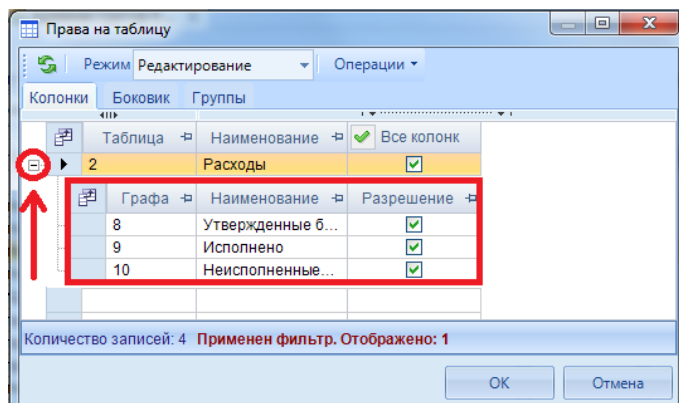 Права на таблицу
Режим Редактирование Операции
Колонки Боковик Группы
Таблица Наименование Все колонк
2 Расходы
Графа Наименование Разрешение
8 Утвержденные б...
9 Исполнено
10 Неисполненные...
Количество записей: 4 Применен фильтр. Отображено: 1
ОК Отмена